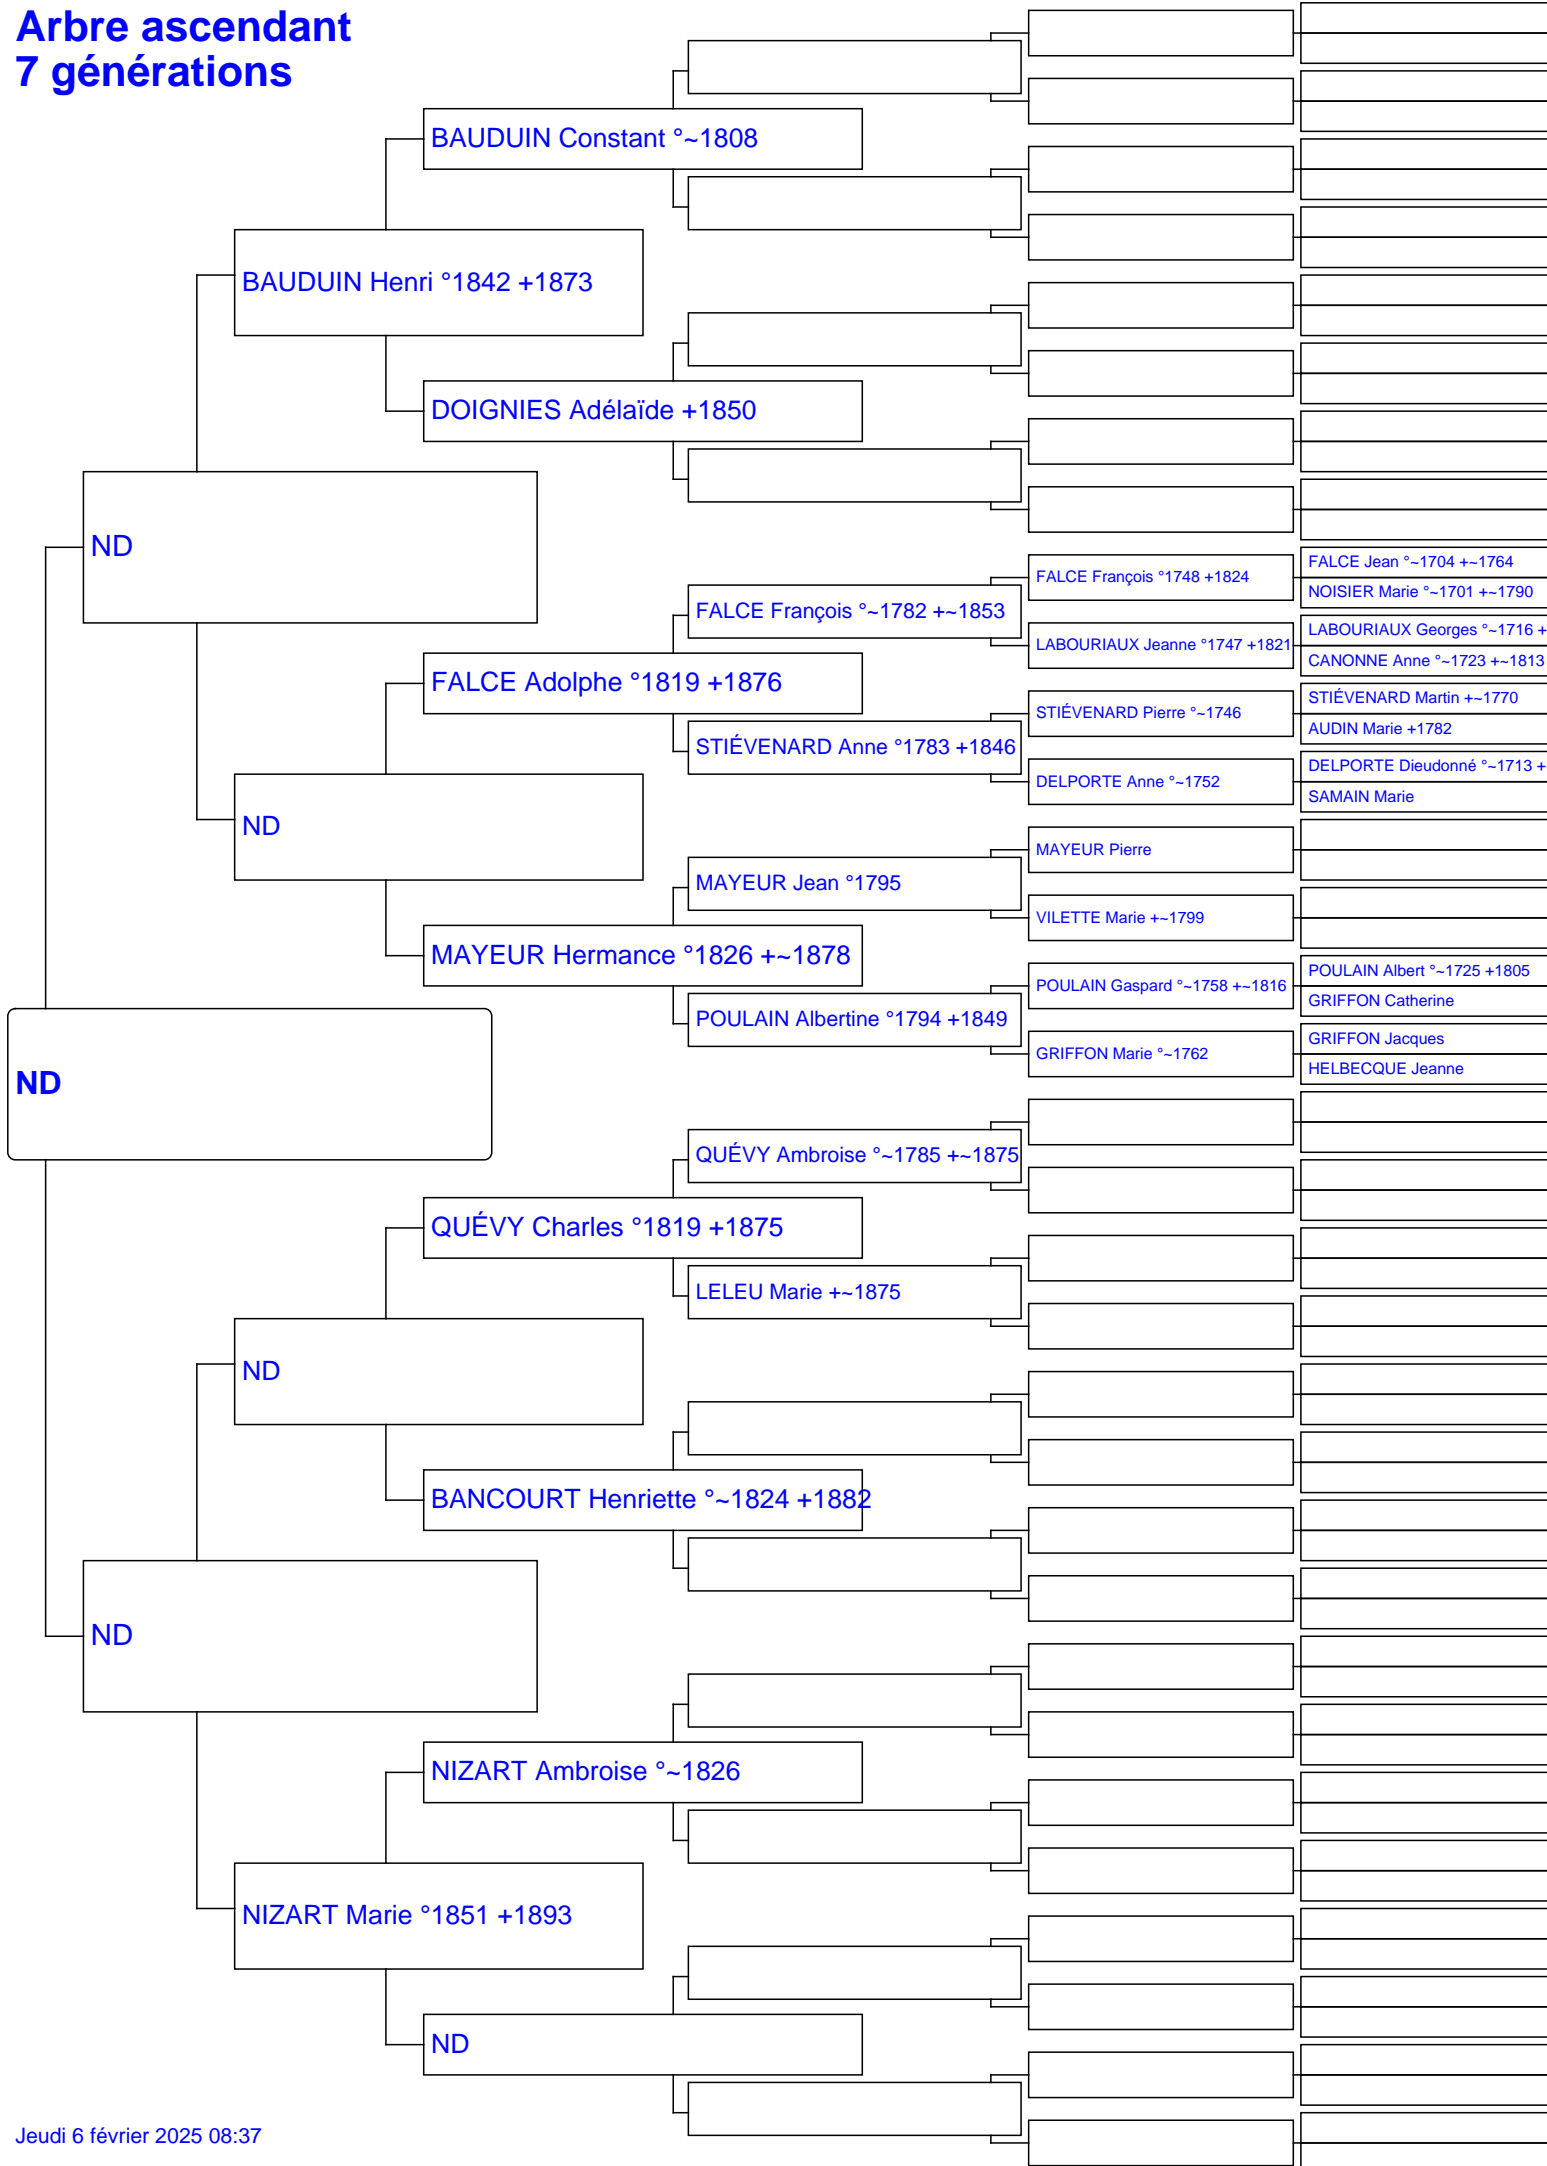 Arbre ascendant
7 générations
BAUDUIN Constant °~1808
BAUDUIN Henri °1842 +1873
DOIGNIES Adélaïde +1850
ND
FALCE Jean °~1704 +~1764
FALCE François °1748 +1824
NOISIER Marie °~1701 +~1790
FALCE François °~1782 +~1853
LABOURIAUX Georges °~1716 +
LABOURIAUX Jeanne °1747 +1821
CANONNE Anne °~1723 +~1813
FALCE Adolphe °1819 +1876
STIÉVENARD Martin +~1770
STIÉVENARD Pierre °~1746
AUDIN Marie +1782
STIÉVENARD Anne °1783 +1846
DELPORTE Dieudonné °~1713 +
DELPORTE Anne °~1752
SAMAIN Marie
ND
MAYEUR Pierre
MAYEUR Jean °1795
VILETTE Marie +~1799
MAYEUR Hermance °1826 +~1878
POULAIN Albert °~1725 +1805
POULAIN Gaspard °~1758 +~1816
GRIFFON Catherine
POULAIN Albertine °1794 +1849
GRIFFON Jacques
GRIFFON Marie °~1762
HELBECQUE Jeanne
ND
QUÉVY Ambroise °~1785 +~1875
QUÉVY Charles °1819 +1875
LELEU Marie +~1875
ND
BANCOURT Henriette °~1824 +1882
ND
NIZART Ambroise °~1826
NIZART Marie °1851 +1893
ND
Jeudi 6 février 2025 08:37